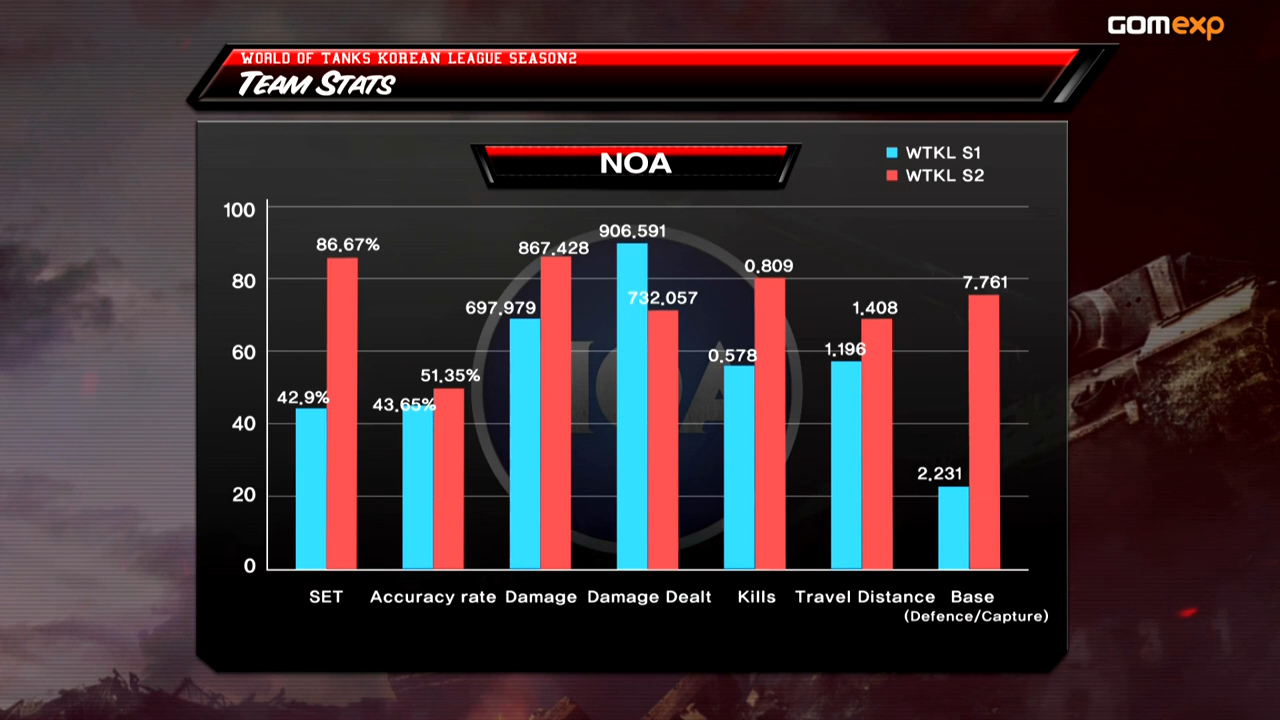 GOMexp
WORLD OF TANKS KOREAN LEAGUE SEASON2
TEAM STATS
NOA
WTKL S1
WTKL S2
100
80
60
40
20
0
42.9%
86.67%
43.65%
51.35%
697.979
867.428
906.591
732.057
0.578
0.809
1.196
1.408
2.231
7.761
NOA
SET
Accuracy rate
Damage
Damage Dealt
Kills
Travel Distance
Base
(Defence/Capture)